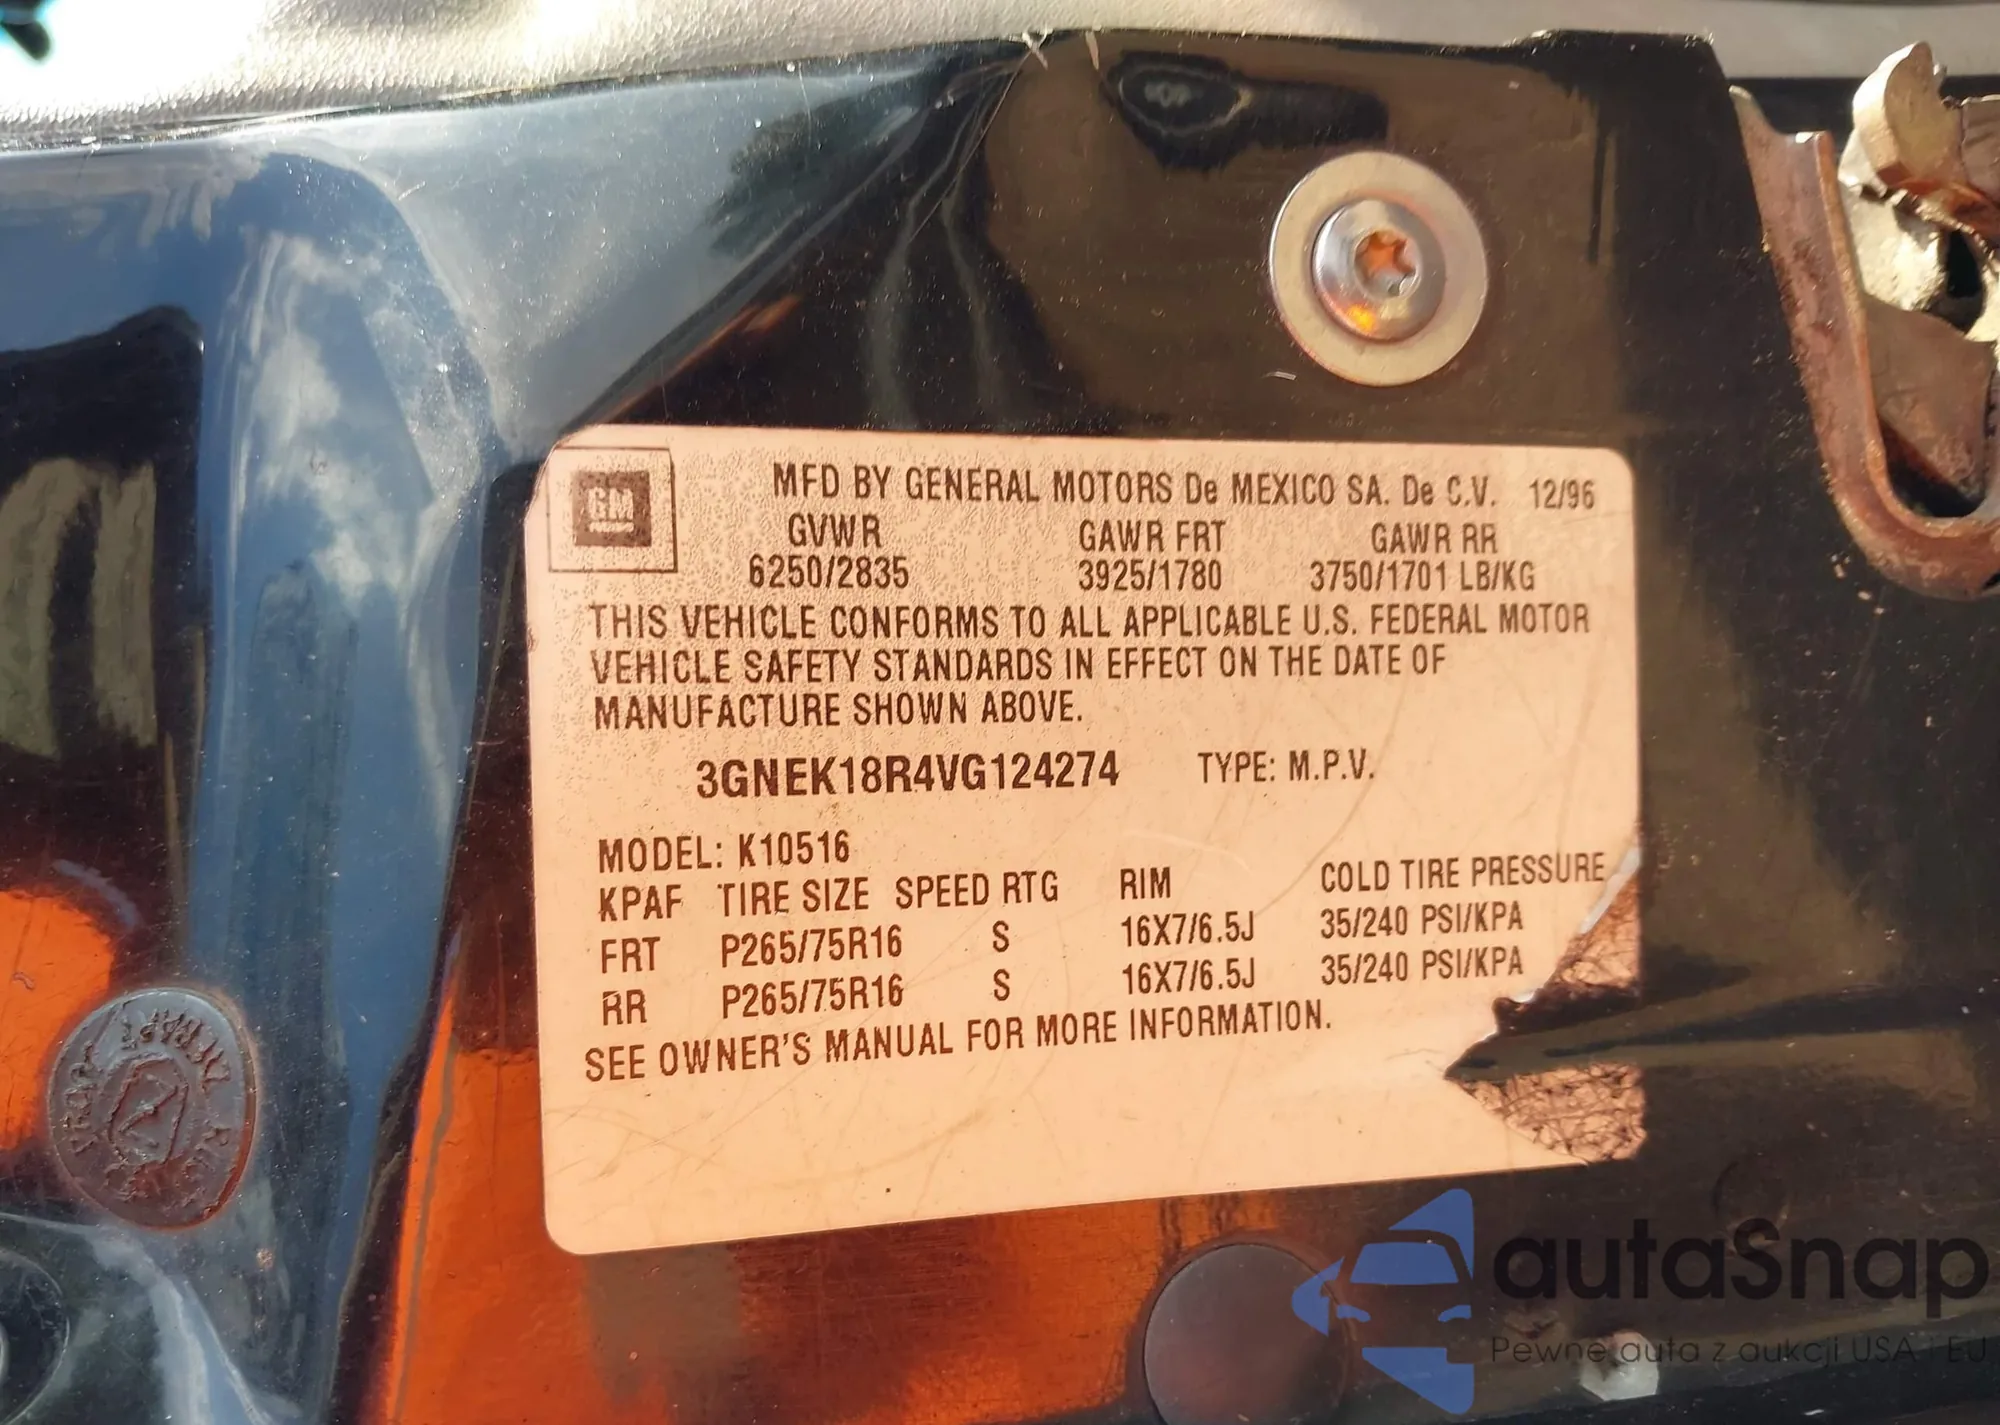 GM
MFD BY GENERAL MOTORS De MEXICO SA. De C.V. 12/96
GVWR GAWR FRT GAWR RR
6250/2835 3925/1780 3750/1701 LB/KG
THIS VEHICLE CONFORMS TO ALL APPLICABLE U.S. FEDERAL MOTOR
VEHICLE SAFETY STANDARDS IN EFFECT ON THE DATE OF
MANUFACTURE SHOWN ABOVE.
3GNEK18R4VG124274 TYPE: M.P.V.
MODEL: K10516
KPAF TIRE SIZE SPEED RTG RIM COLD TIRE PRESSURE
FRT P265/75R16 S 16X7/6.5J 35/240 PSI/KPA
RR P265/75R16 S 16X7/6.5J 35/240 PSI/KPA
SEE OWNER'S MANUAL FOR MORE INFORMATION.
autaSnap
Pewne auta z aukcji USA i EU